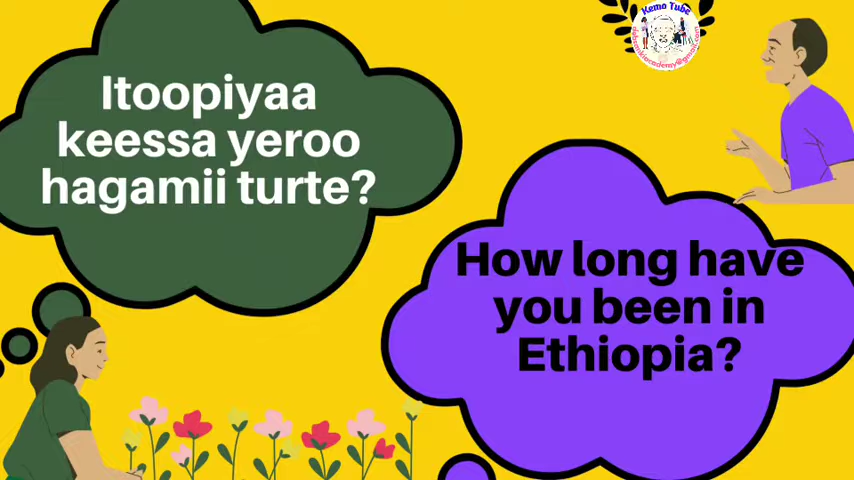 Kemo Tube
Itoopiyaa
keessa yeroo
hagamii turte?
How long have
you been in
Ethiopia?